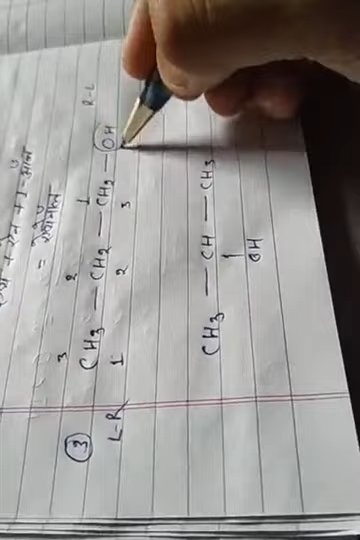 = प्रोपेनॉल
R-L
3 2 1
③ CH3 — CH2 — CH2 — OH
L-R 1 2 3
CH3 — CH — CH3
|
OH